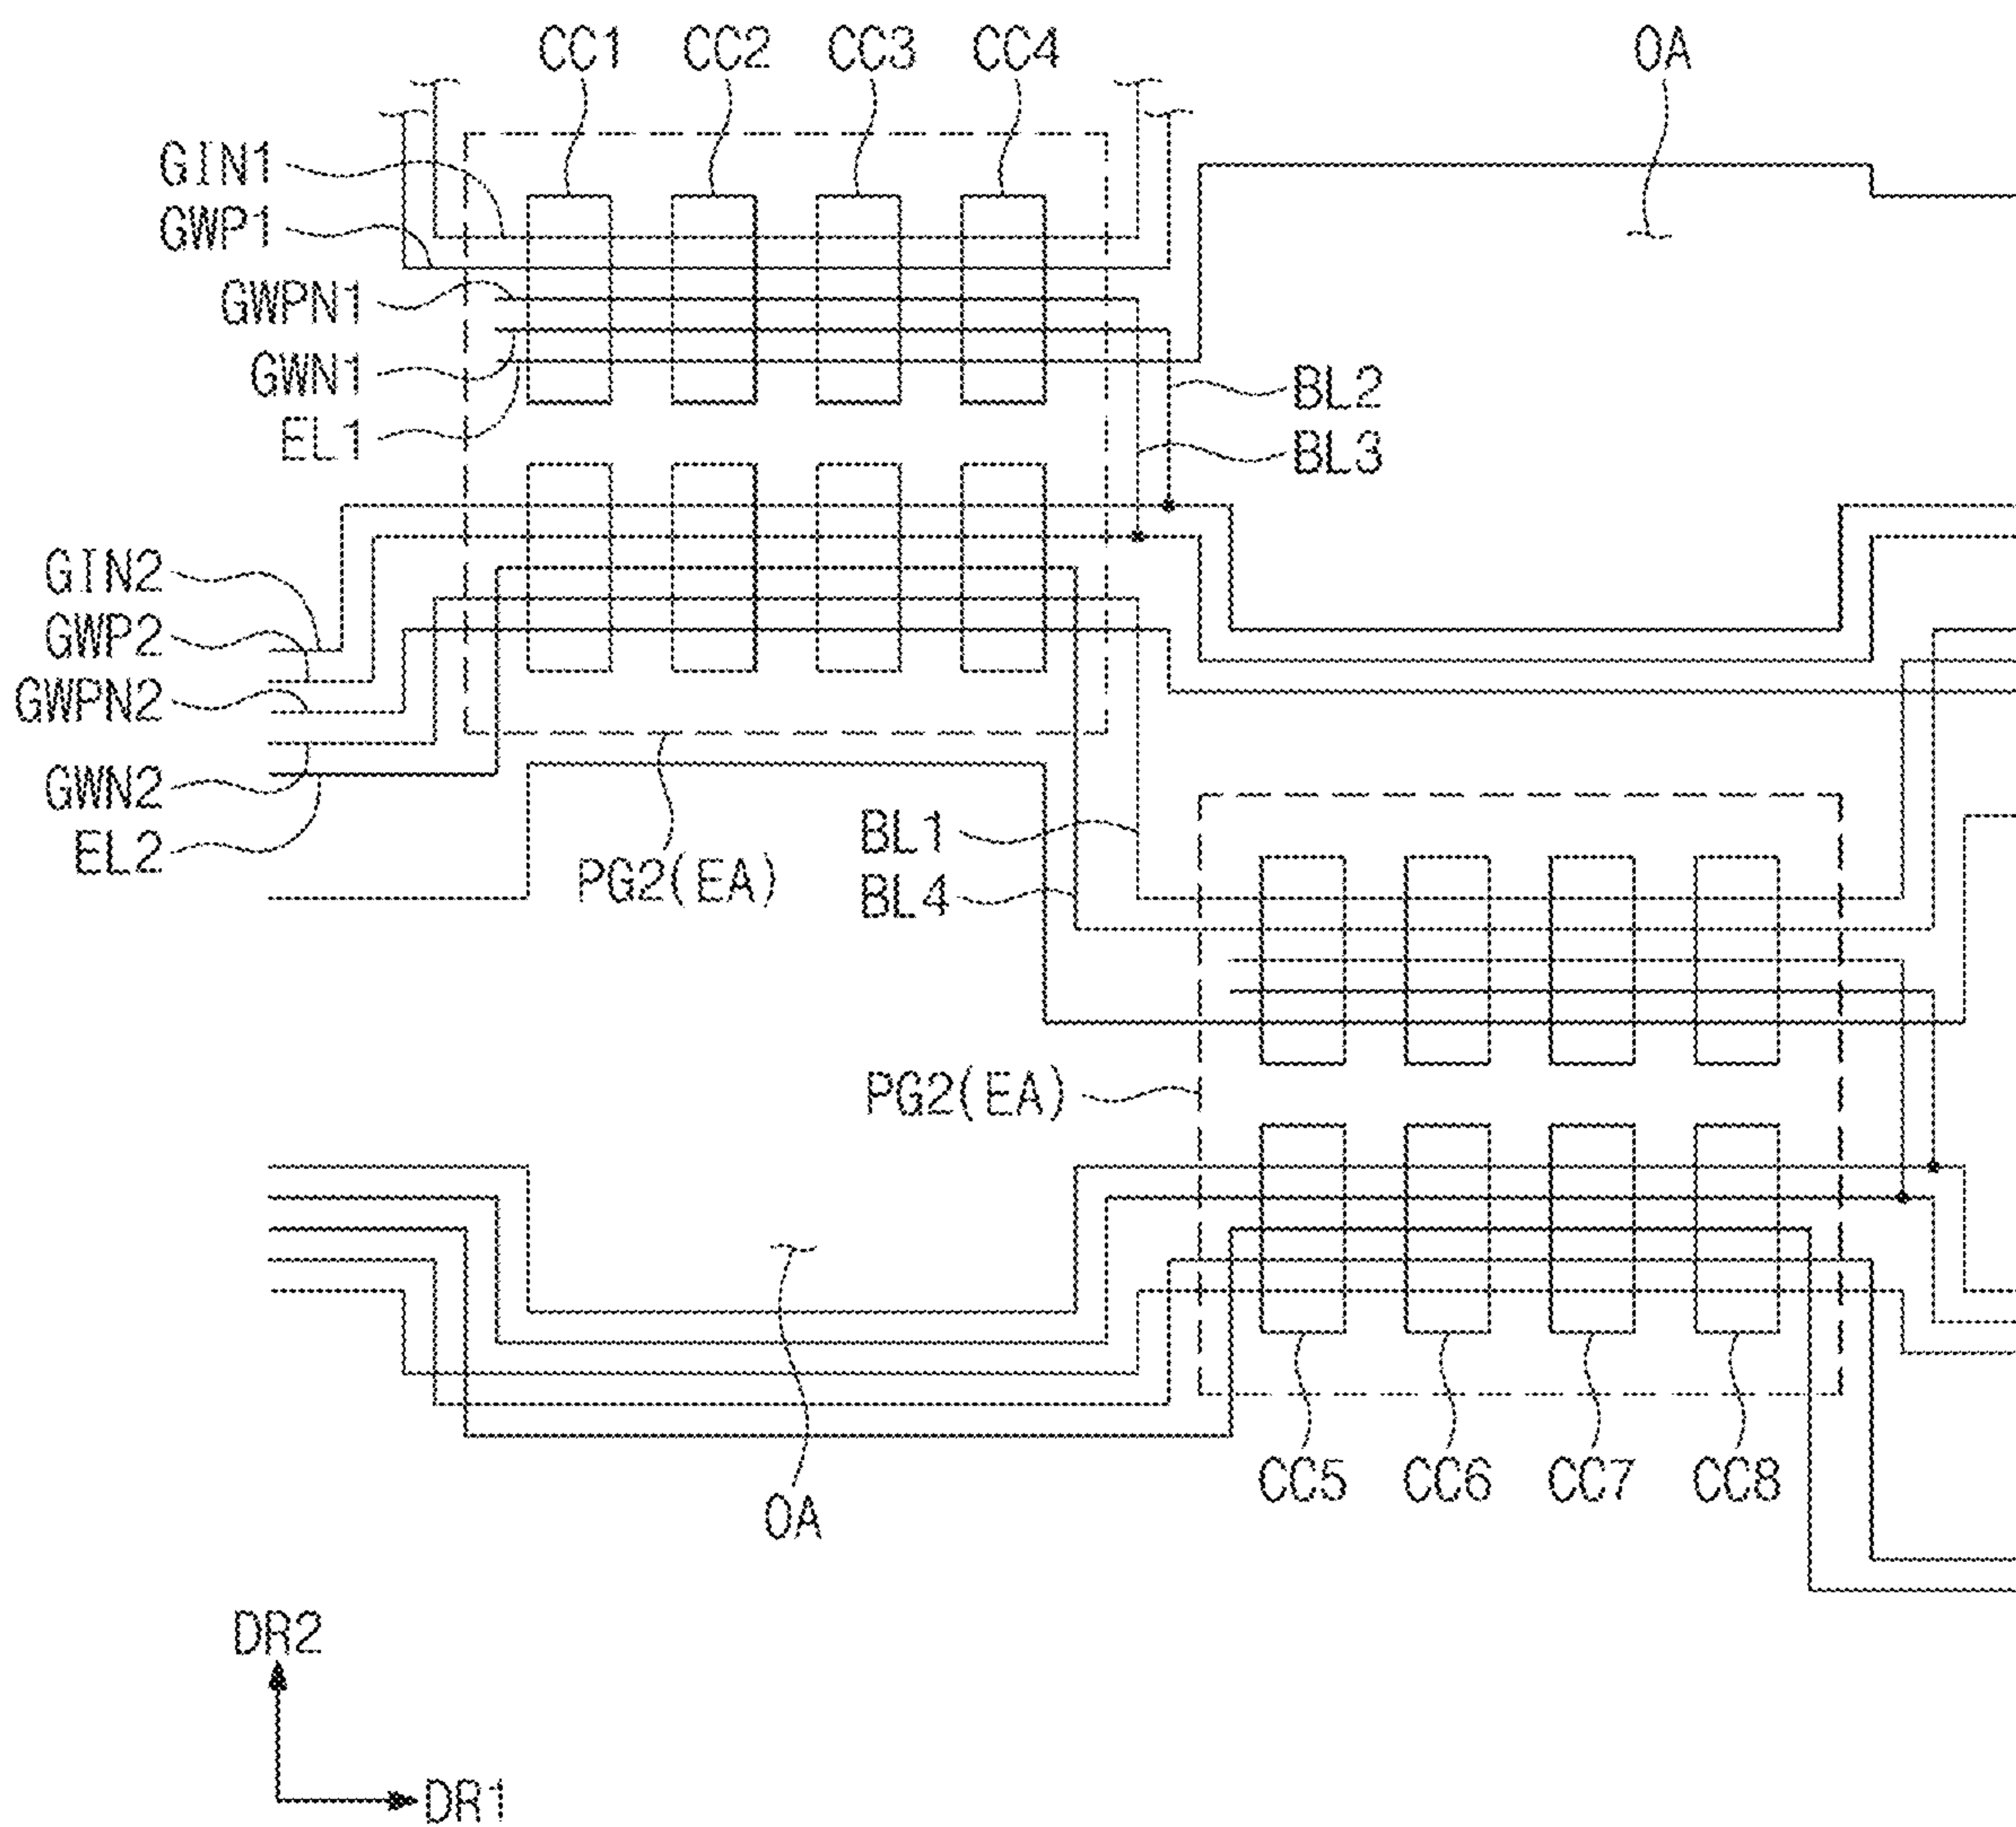 CC1 CC2 CC3 CC4 OA
GIN1
GWP1
GWPN1
GWN1
EL1
BL2
BL3
GIN2
GWP2
GWPN2
GWN2
EL2
PG2(EA)
BL1
BL4
PG2(EA)
CC5 CC6 CC7 CC8
OA
DR2
DR1